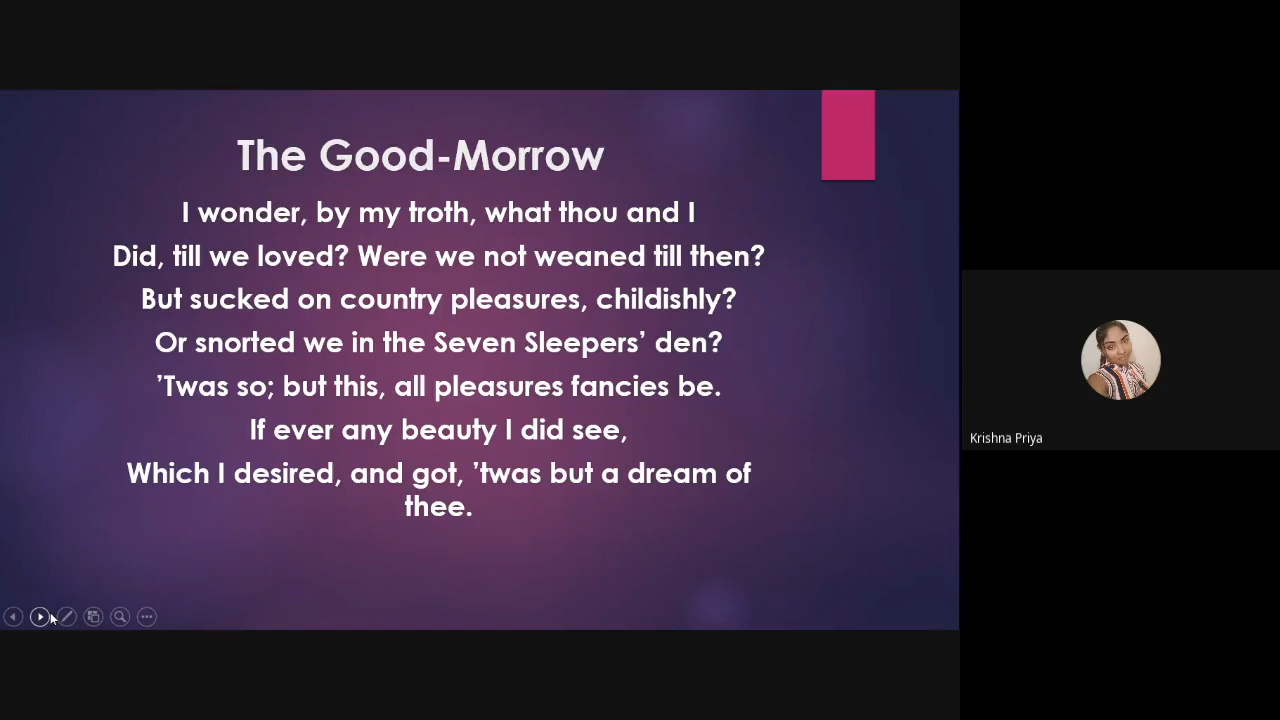 The Good-Morrow
I wonder, by my troth, what thou and I
Did, till we loved? Were we not weaned till then?
But sucked on country pleasures, childishly?
Or snorted we in the Seven Sleepers’ den?
’Twas so; but this, all pleasures fancies be.
If ever any beauty I did see,
Which I desired, and got, ’twas but a dream of
thee.
Krishna Priya